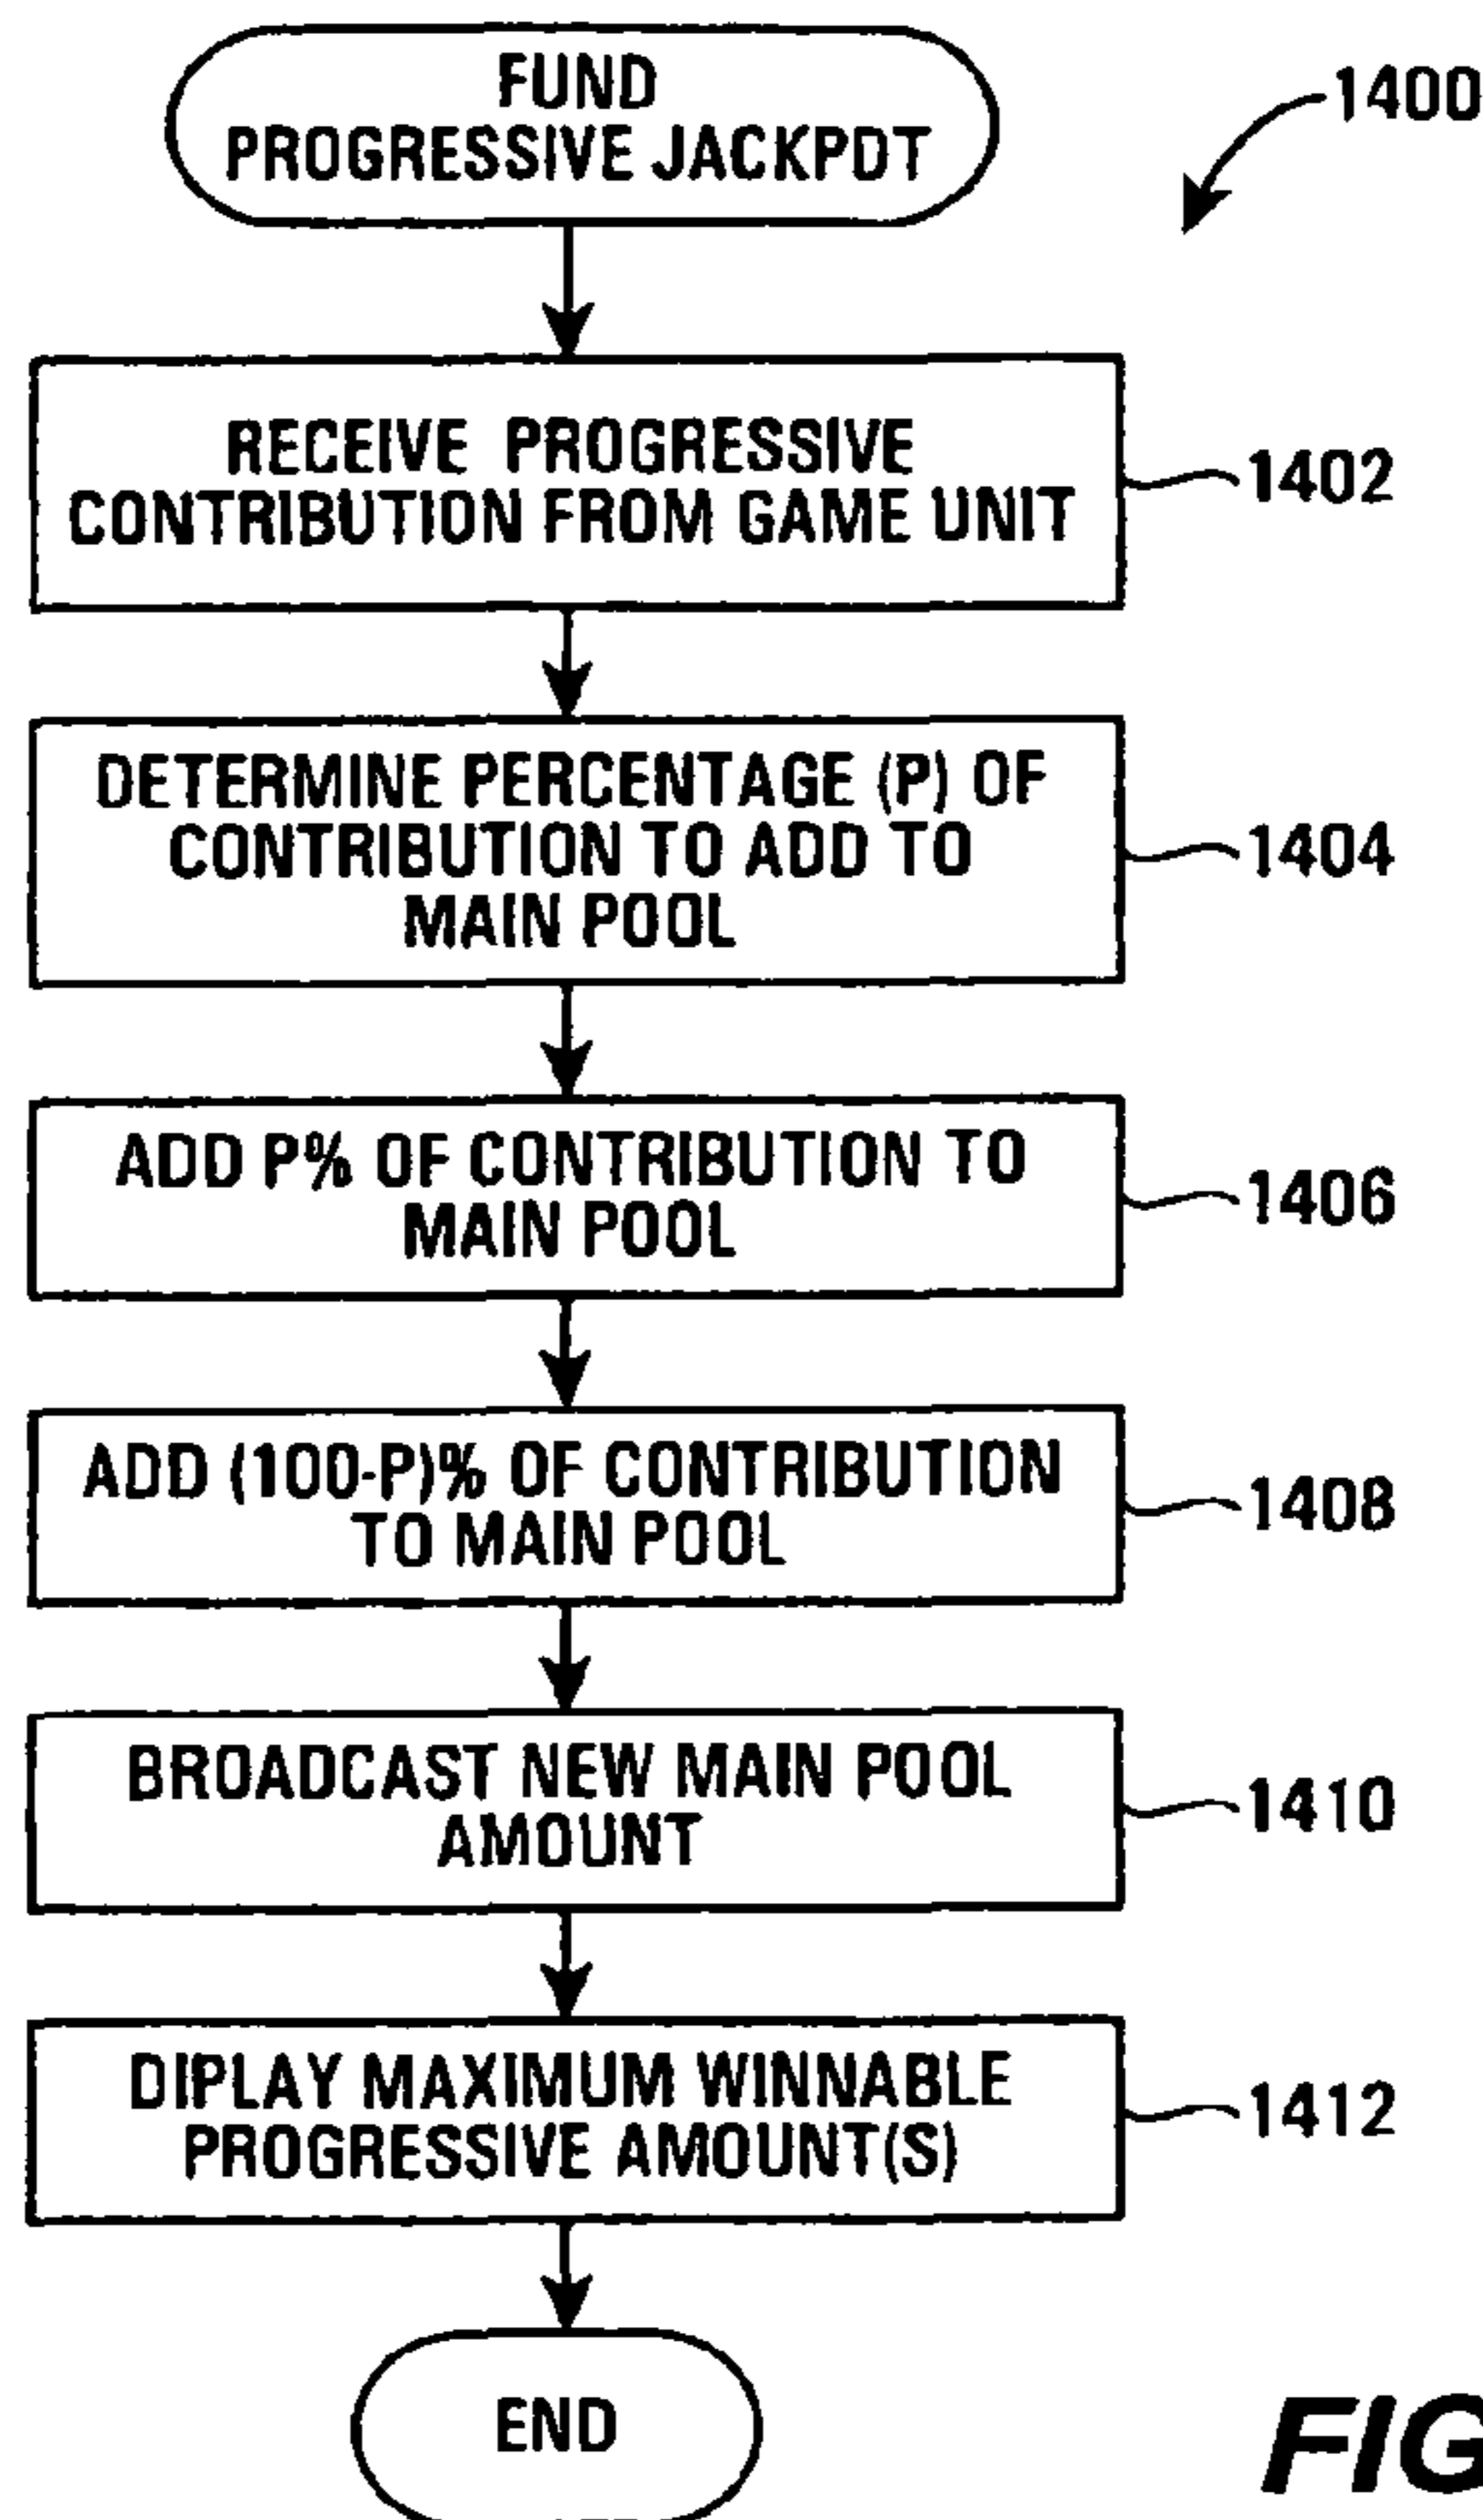 FUND
PROGRESSIVE JACKPDT
1400
RECEIVE PROGRESSIVE
CONTRIBUTION FROM GAME UNIT
1402
DETERMINE PERCENTAGE (P) OF
CONTRIBUTION TO ADD TO
MAIN POOL
1404
ADD P% OF CONTRIBUTION TO
MAIN POOL
1406
ADD (100-P)% OF CONTRIBUTION
TO MAIN POOL
1408
BROADCAST NEW MAIN POOL
AMOUNT
1410
DIPLAY MAXIMUM WINNABLE
PROGRESSIVE AMOUNT(S)
1412
END
FIG